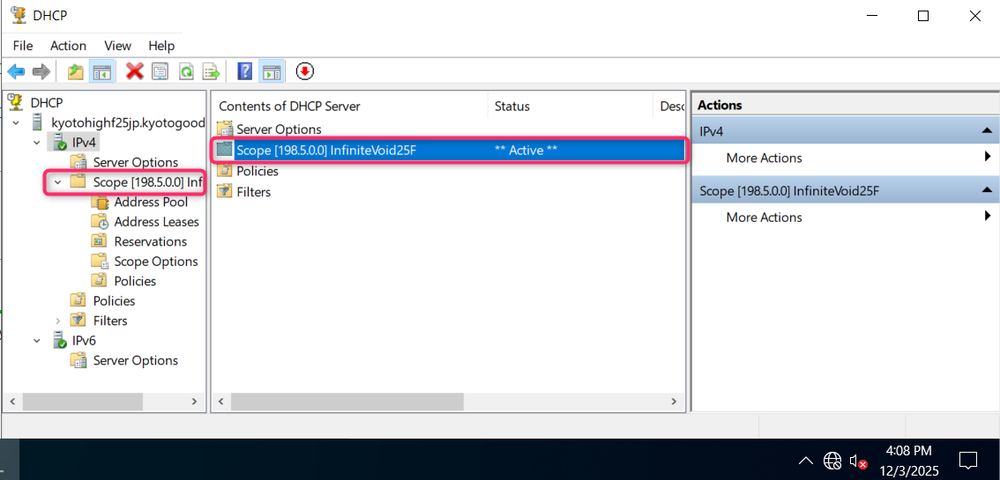 DHCP
File Action View Help
DHCP
kyotohighf25jp.kyotogood
IPv4
Server Options
Scope [198.5.0.0] Inf
Address Pool
Address Leases
Reservations
Scope Options
Policies
Policies
Filters
IPv6
Server Options
Contents of DHCP Server Status Desc
Server Options
Scope [198.5.0.0] InfiniteVoid25F ** Active **
Policies
Filters
Actions
IPv4
More Actions
Scope [198.5.0.0] InfiniteVoid25F
More Actions
4:08 PM
12/3/2025